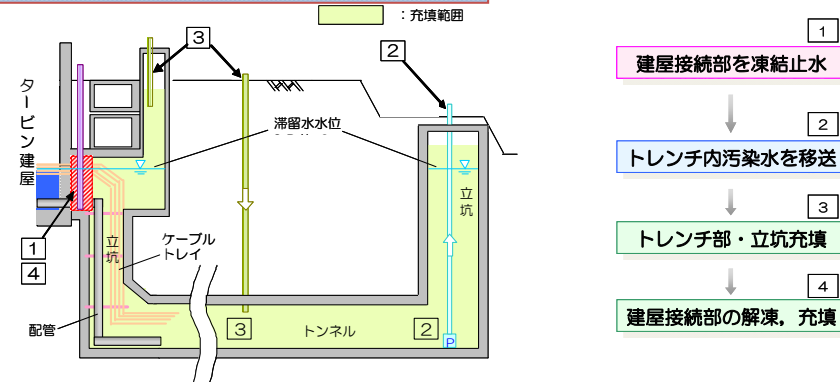 ：充填範囲
3
2
タービン建屋
滞留水水位
立坑
立坑
ケーブル
トレイ
1
4
配管
3
トンネル
2
P
1
建屋接続部を凍結止水
2
トレンチ内汚染水を移送
3
トレンチ部・立坑充填
4
建屋接続部の解凍，充填